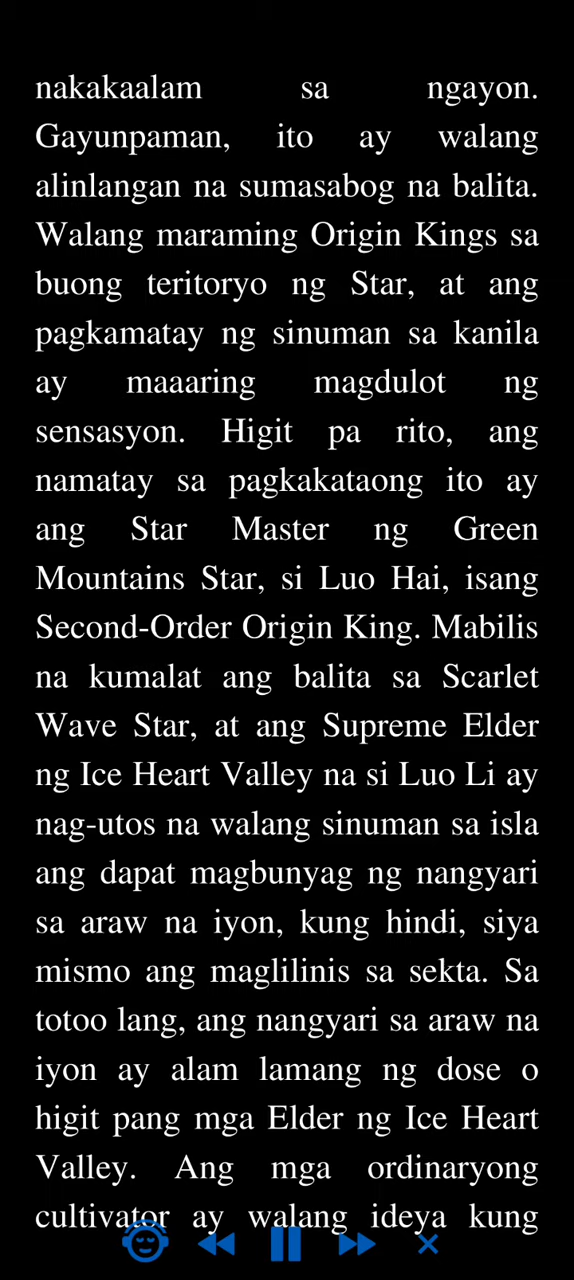 nakakaalam sa ngayon.
Gayunpaman, ito ay walang
alinlangan na sumasabog na balita.
Walang maraming Origin Kings sa
buong teritoryo ng Star, at ang
pagkamatay ng sinuman sa kanila
ay maaaring magdulot ng
sensasyon. Higit pa rito, ang
namatay sa pagkakataong ito ay
ang Star Master ng Green
Mountains Star, si Luo Hai, isang
Second-Order Origin King. Mabilis
na kumalat ang balita sa Scarlet
Wave Star, at ang Supreme Elder
ng Ice Heart Valley na si Luo Li ay
nag-utos na walang sinuman sa isla
ang dapat magbunyag ng nangyari
sa araw na iyon, kung hindi, siya
mismo ang maglilinis sa sekta. Sa
totoo lang, ang nangyari sa araw na
iyon ay alam lamang ng dose o
higit pang mga Elder ng Ice Heart
Valley. Ang mga ordinaryong
cultivator ay walang ideya kung